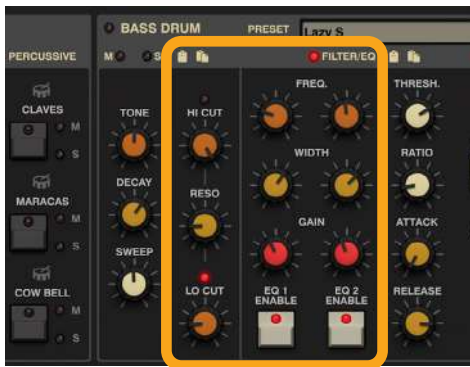 BASS DRUM
PRESET
Lazy S
PERCUSSIVE
M
S
FILTER/EQ
CLAVES
M
S
MARACAS
M
S
COW BELL
M
S
TONE
DECAY
SWEEP
HI CUT
RESO
LO CUT
FREQ.
WIDTH
GAIN
EQ 1
ENABLE
EQ 2
ENABLE
THRESH.
RATIO
ATTACK
RELEASE